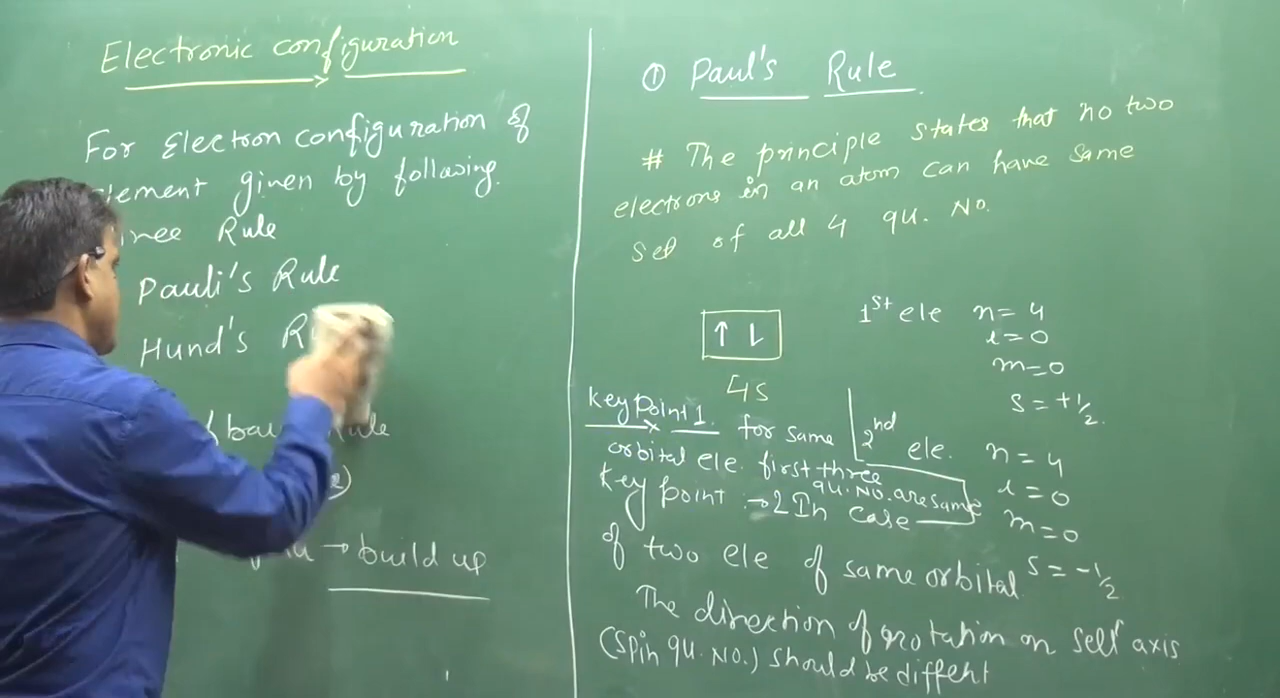 Electronic configuration
For Electron configuration of
element given by following.
Rule
Pauli's Rule
Hund's
Rule
→ build up
① Paul's Rule
# The principle states that no two
electrons in an atom can have same
set of all 4 qu. No.
↑ ⇂
4s
1st ele n = 4
l = 0
m = 0
s = +1/2.
2nd ele. n = 4
l = 0
m = 0
s = -1/2
Key Point 1. for same
orbital ele. first three
qu. No. are same
Key point → 2 In case
of two ele of same orbital
The direction of rotation on self axis
(spin qu. No.) should be diffent